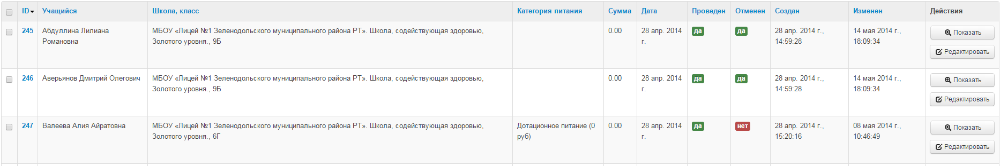 ID Учащийся Школа, класс Категория питания Сумма Дата Проведен Отменен Создан Изменен Действия
245 Абдуллина Лилиана МБОУ «Лицей №1 Зеленодольского муниципального района РТ». Школа, содействующая здоровью, 0.00 28 апр. 2014 да да 28 апр. 2014 г., 14 мая 2014 г., Показать
Романовна Золотого уровня., 9Б г. 14:59:28 18:09:34
Редактировать
246 Аверьянов Дмитрий Олегович МБОУ «Лицей №1 Зеленодольского муниципального района РТ». Школа, содействующая здоровью, 0.00 28 апр. 2014 да да 28 апр. 2014 г., 14 мая 2014 г., Показать
Золотого уровня., 9Б г. 14:59:28 18:09:34
Редактировать
247 Валеева Алия Айратовна МБОУ «Лицей №1 Зеленодольского муниципального района РТ». Школа, содействующая здоровью, Дотационное питание (0 0.00 28 апр. 2014 да нет 28 апр. 2014 г., 08 мая 2014 г., Показать
Золотого уровня., 6Г руб) г. 15:20:16 10:46:49
Редактировать